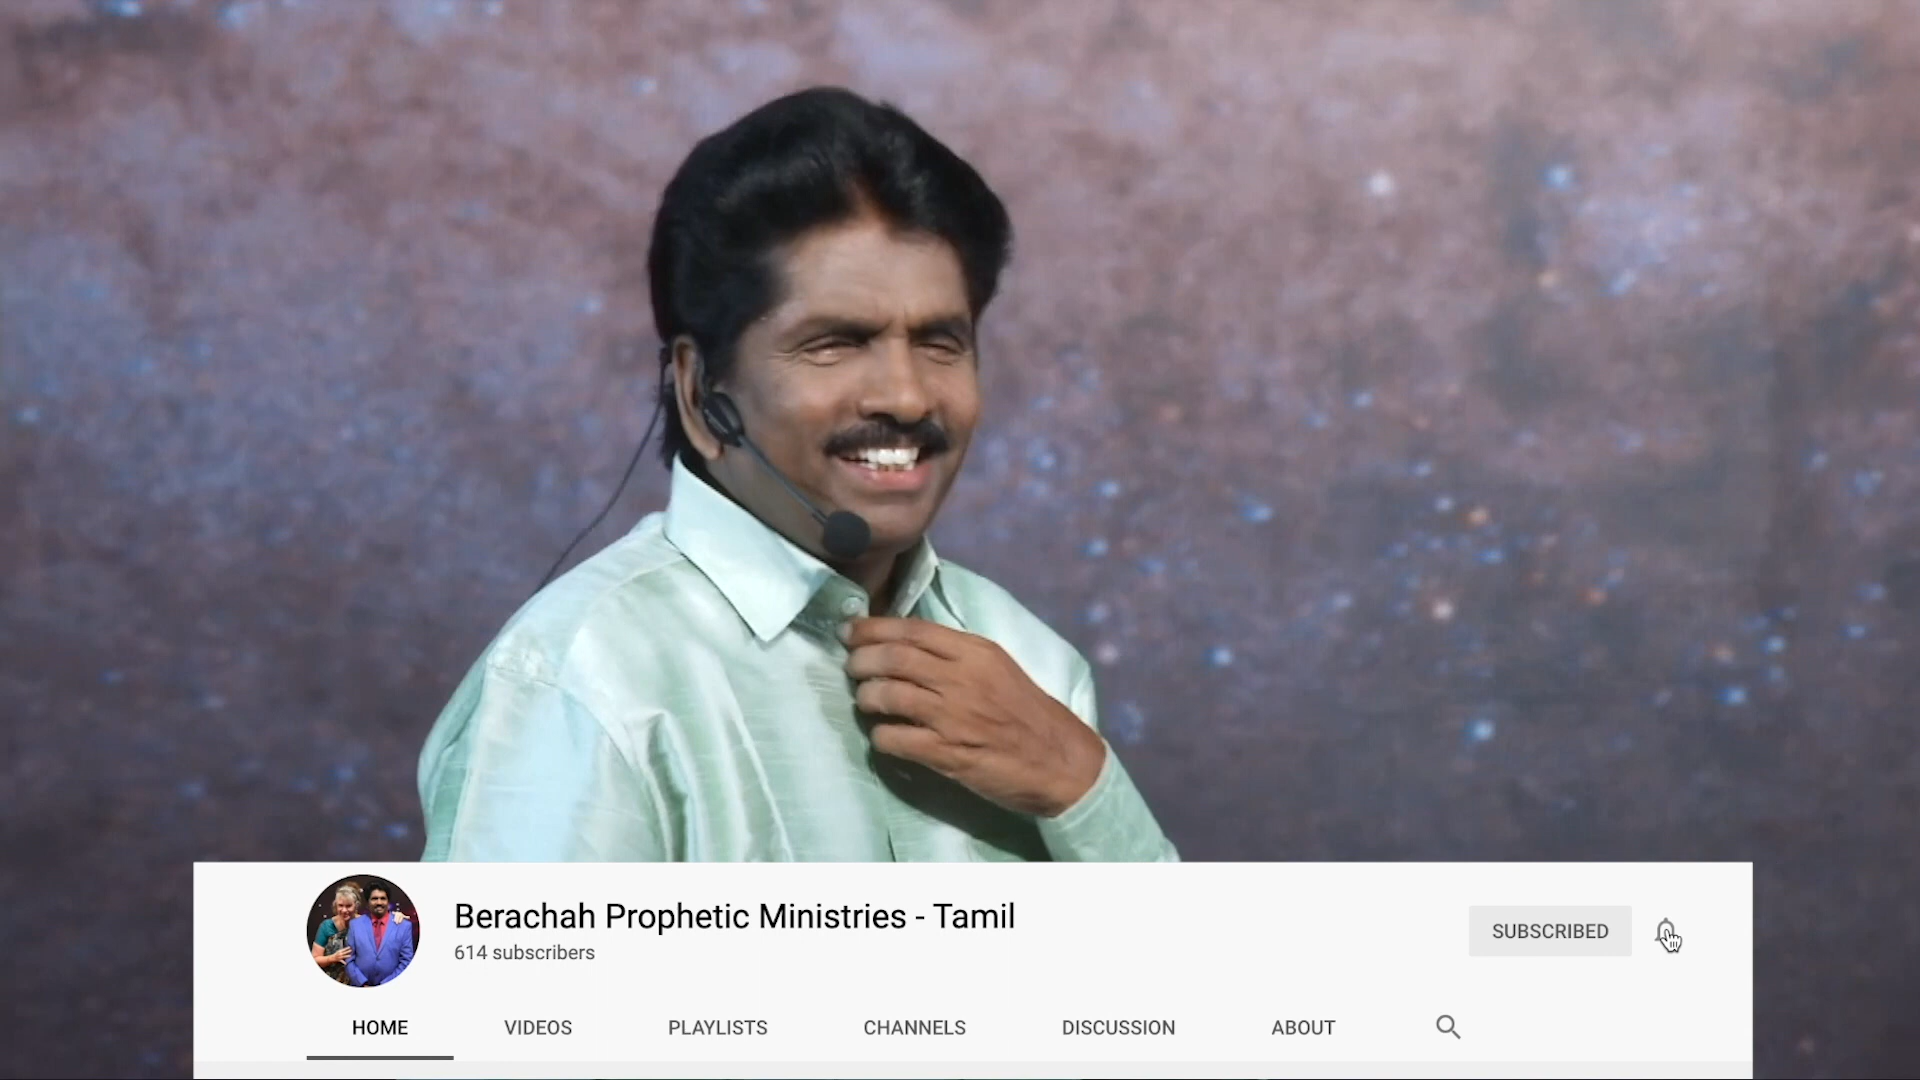 Berachah Prophetic Ministries - Tamil
614 subscribers
SUBSCRIBED
HOME VIDEOS PLAYLISTS CHANNELS DISCUSSION ABOUT